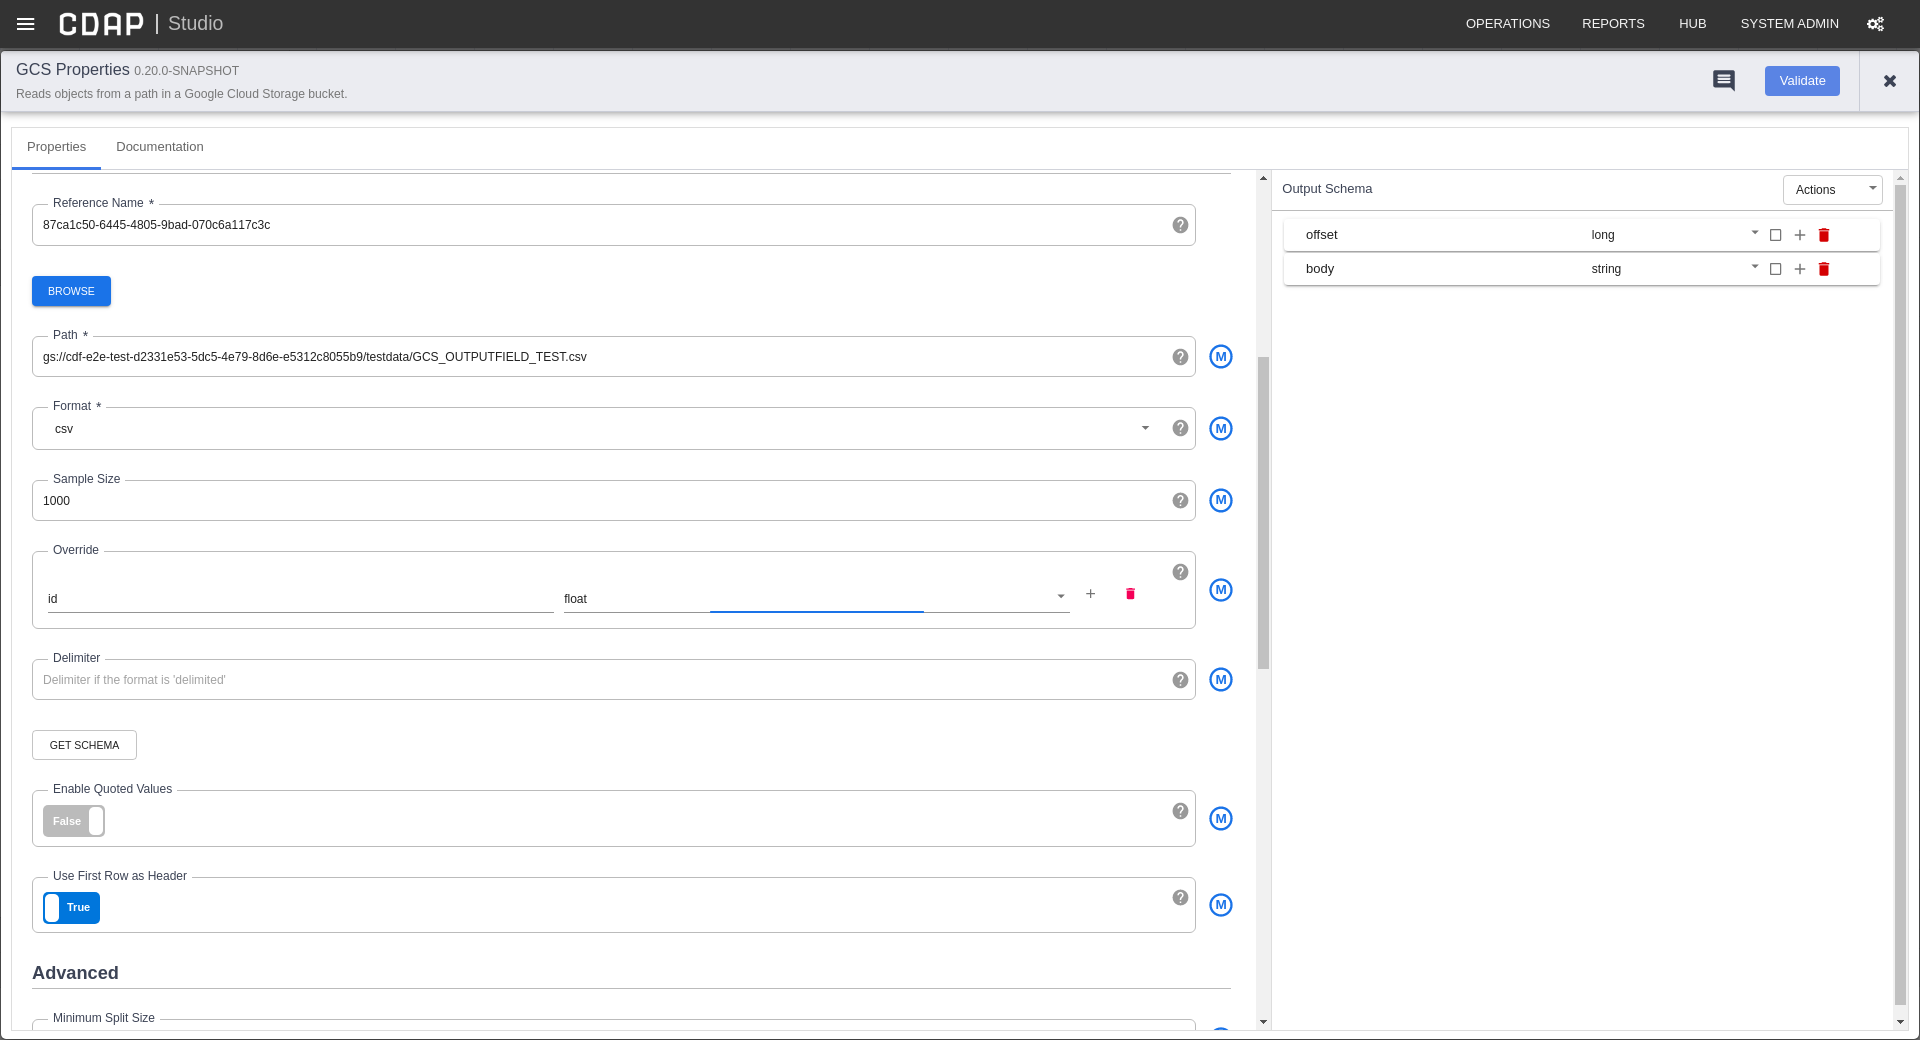 CDAP | Studio
OPERATIONS REPORTS HUB SYSTEM ADMIN
GCS Properties 0.20.0-SNAPSHOT
Reads objects from a path in a Google Cloud Storage bucket.
Validate
Properties Documentation
Reference Name *
87ca1c50-6445-4805-9bad-070c6a117c3c
BROWSE
Path *
gs://cdf-e2e-test-d2331e53-5dc5-4e79-8d6e-e5312c8055b9/testdata/GCS_OUTPUTFIELD_TEST.csv
M
Format *
csv
M
Sample Size
1000
M
Override
id float
M
Delimiter
Delimiter if the format is 'delimited'
M
GET SCHEMA
Enable Quoted Values
False
M
Use First Row as Header
True
M
Advanced
Minimum Split Size
Output Schema
Actions
offset long
body string